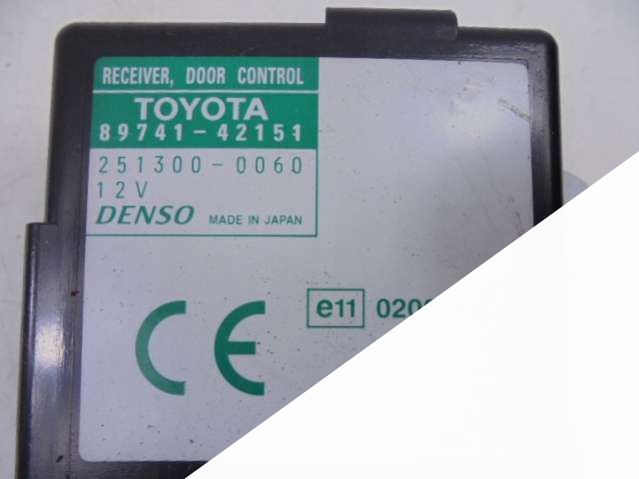 RECEIVER, DOOR CONTROL
TOYOTA
89741-42151
251300-0060
12V
DENSO MADE IN JAPAN
CE
e11